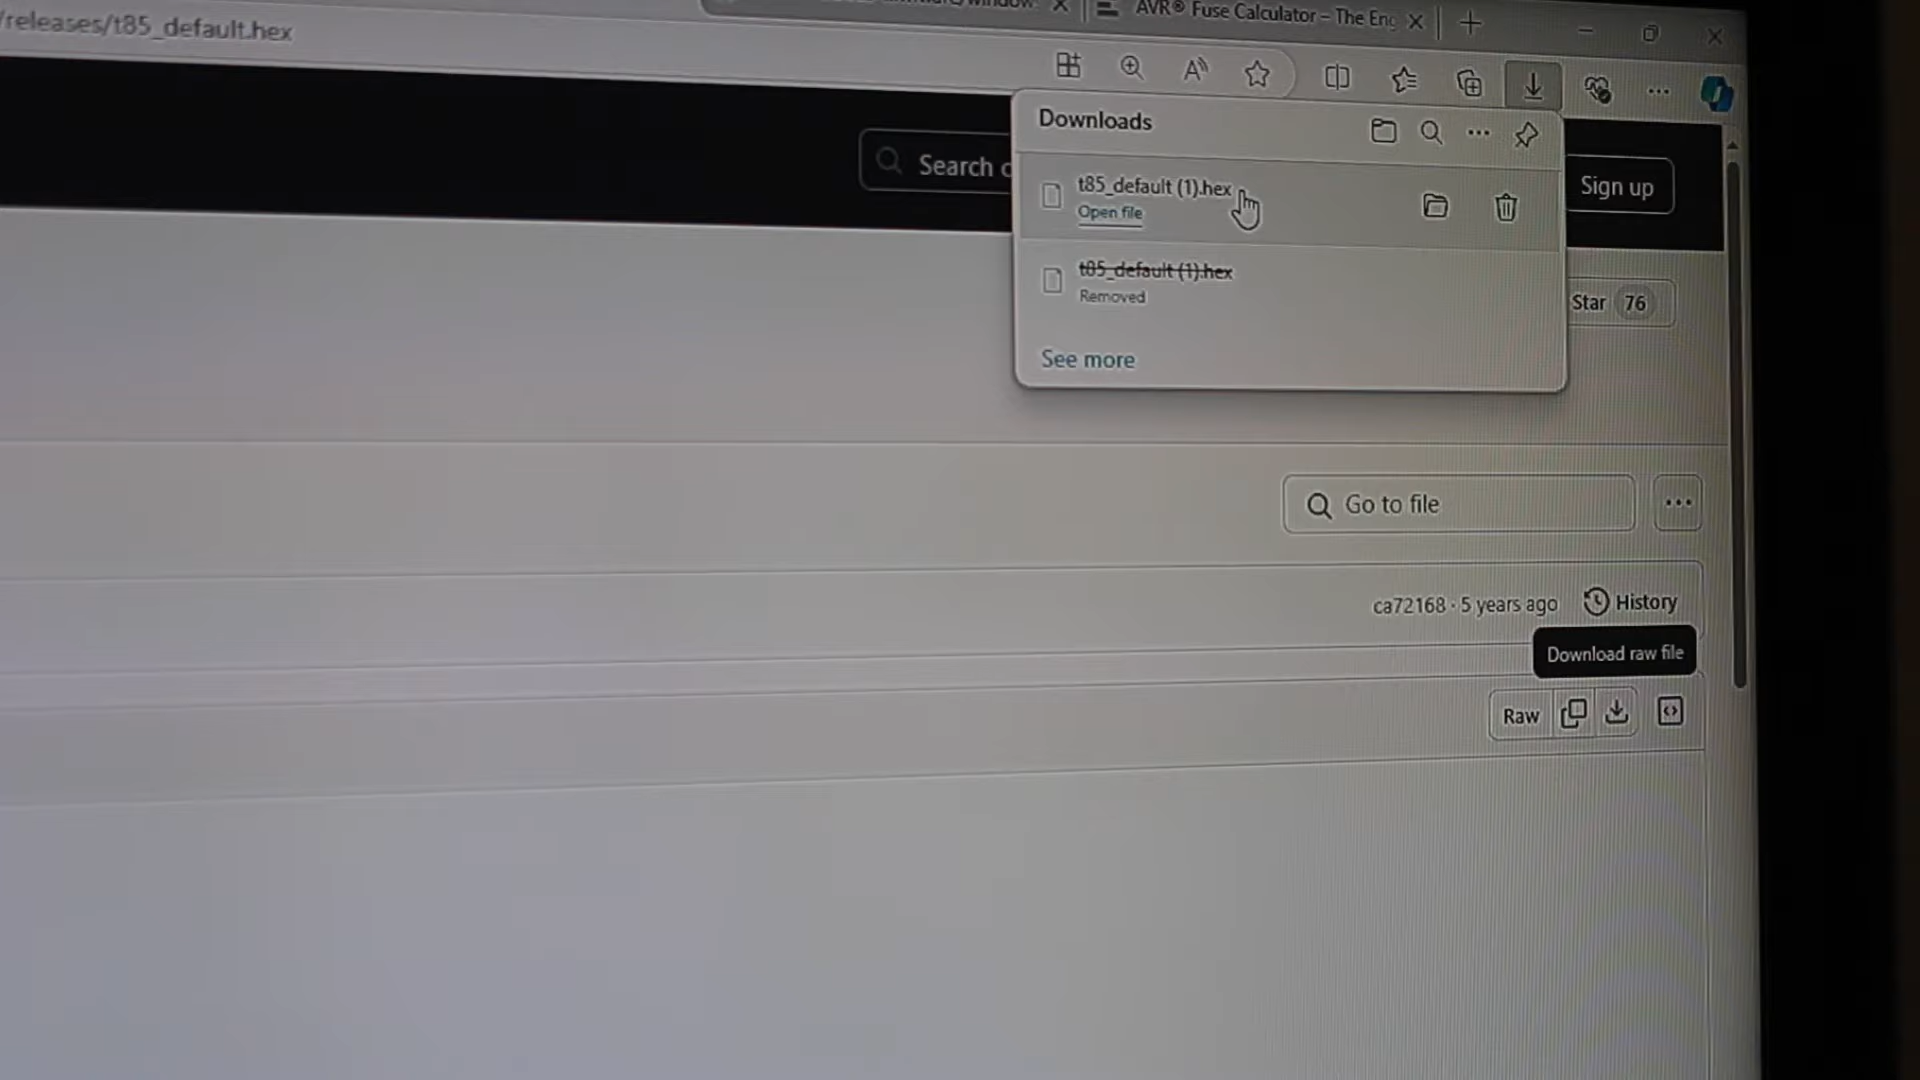 AVR® Fuse Calculator – The Eng
/releases/t85_default.hex
Search
Sign up
Downloads
t85_default (1).hex
Open file
t85_default (1).hex
Removed
See more
Star 76
Go to file
ca72168 · 5 years ago
History
Download raw file
Raw